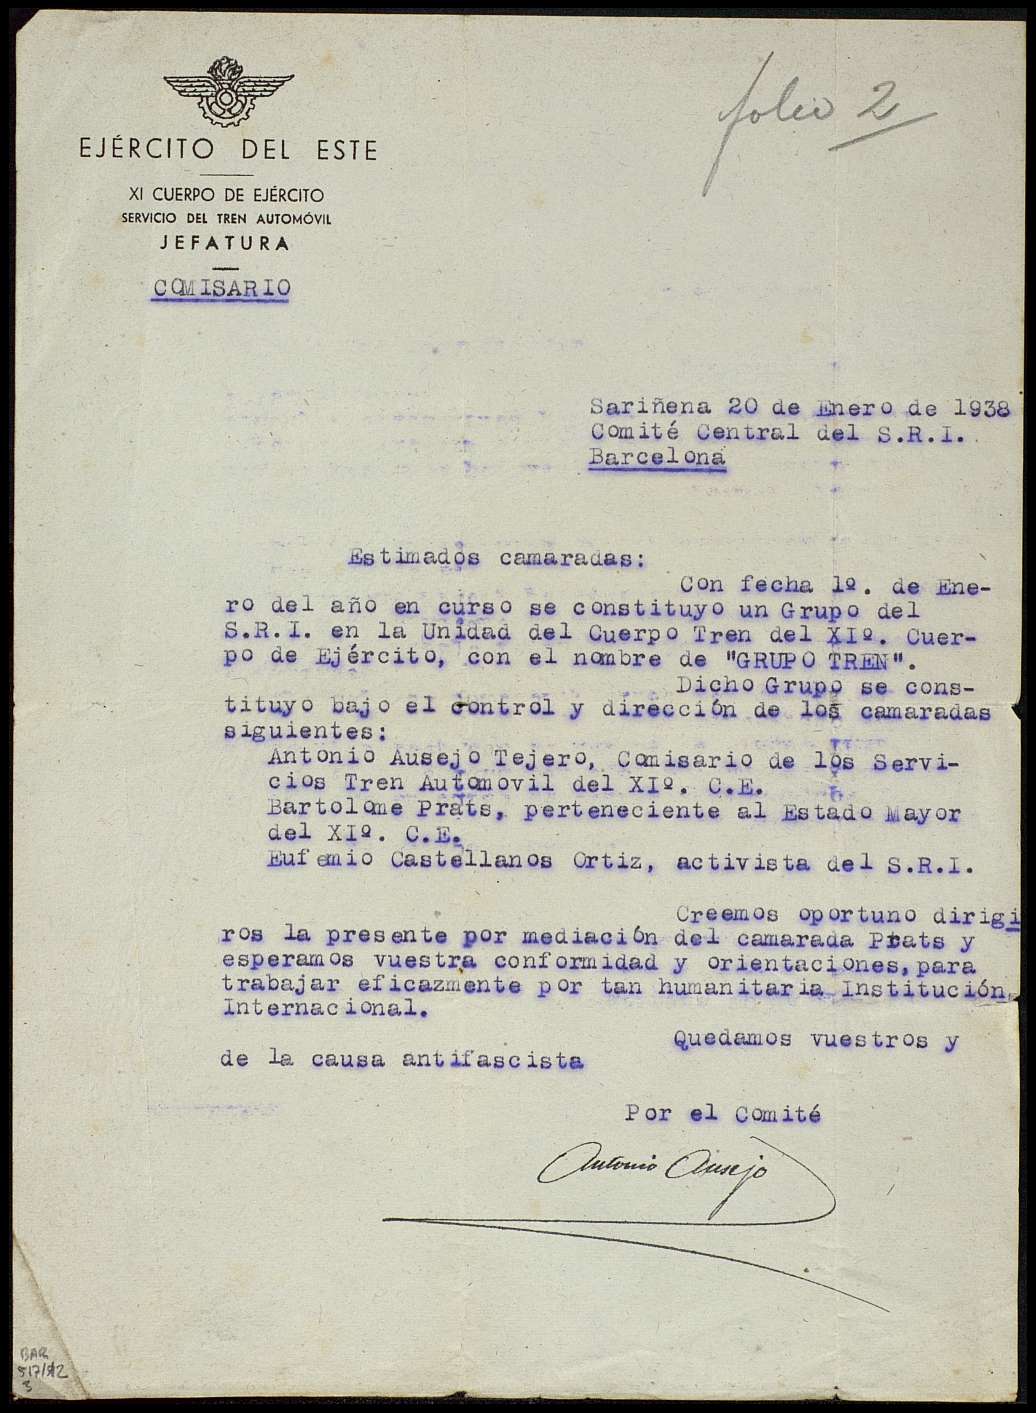 folio 2
EJÉRCITO DEL ESTE
XI CUERPO DE EJÉRCITO
SERVICIO DEL TREN AUTOMÓVIL
JEFATURA
COMISARIO
Sariñena 20 de Enero de 1938
Comité Central del S.R.I.
Barcelona
Estimados camaradas:
Con fecha 1º. de Ene-
ro del año en curso se constituyo un Grupo del
S.R.I. en la Unidad del Cuerpo Tren del XIº. Cuer-
po de Ejército, con el nombre de "GRUPO TREN".
Dicho Grupo se cons-
tituyo bajo el control y dirección de los camaradas
siguientes:
Antonio Ausejo Tejero, Comisario de los Servi-
cios Tren Automovil del XIº. C.E.
Bartolome Prats, perteneciente al Estado Mayor
del XIº. C.E.
Eufemio Castellanos Ortiz, activista del S.R.I.
Creemos oportuno dirigi
ros la presente por mediación del camarada Prats y
esperamos vuestra conformidad y orientaciones, para
trabajar eficazmente por tan humanitaria Institución
Internacional.
Quedamos vuestros y
de la causa antifascista
Por el Comité
Antonio Ausejo
BAR
3